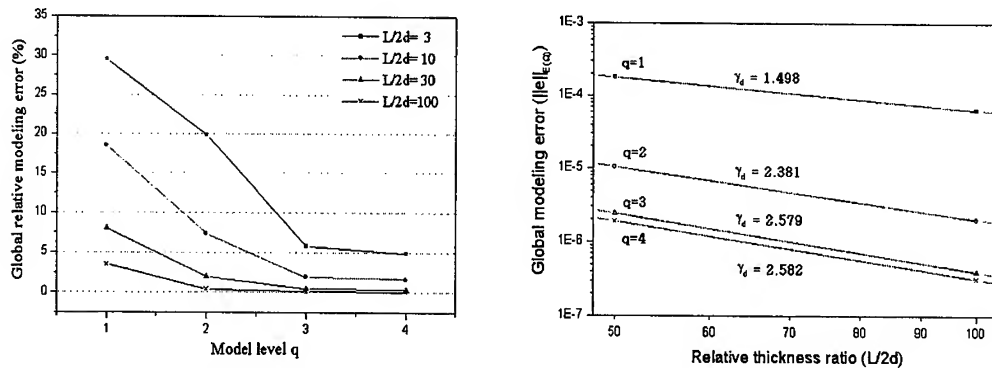 Global relative modeling error (%)
35
30
25
20
15
10
5
0
L/2d= 3
L/2d= 10
L/2d= 30
L/2d=100
1 2 3 4
Model level q
Global modeling error (||e||E(Ω))
1E-3
1E-4
1E-5
1E-6
1E-7
q=1
γd = 1.498
q=2
γd = 2.381
q=3
γd = 2.579
q=4
γd = 2.582
50 60 70 80 90 100
Relative thickness ratio (L/2d)